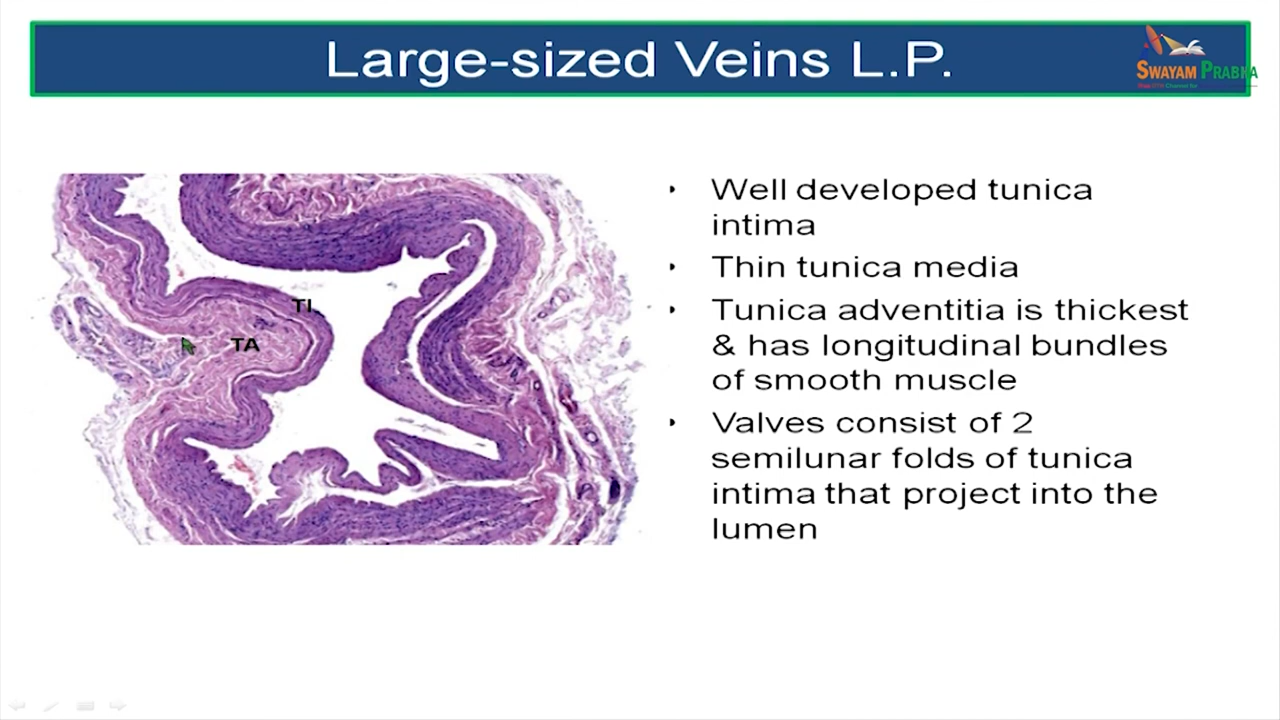 Large-sized Veins L.P.
SWAYAM PRABHA
TI
TA
• Well developed tunica
intima
• Thin tunica media
• Tunica adventitia is thickest
& has longitudinal bundles
of smooth muscle
• Valves consist of 2
semilunar folds of tunica
intima that project into the
lumen